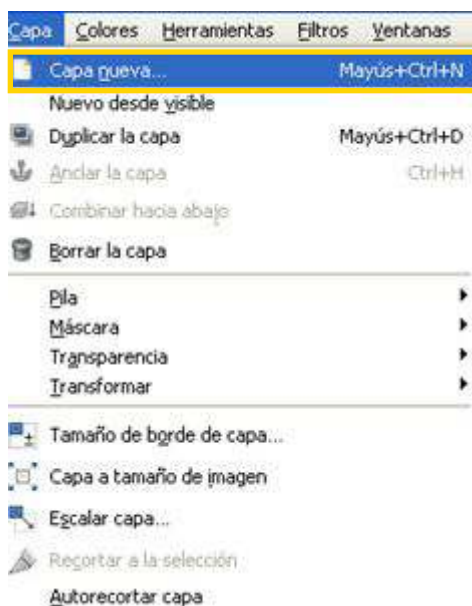 Capa Colores Herramientas Filtros Ventanas
Capa nueva... Mayús+Ctrl+N
Nuevo desde visible
Duplicar la capa Mayús+Ctrl+D
Anclar la capa Ctrl+H
Combinar hacia abajo
Borrar la capa
Pila
Máscara
Transparencia
Transformar
Tamaño de borde de capa...
Capa a tamaño de imagen
Escalar capa...
Recortar a la selección
Autorecortar capa